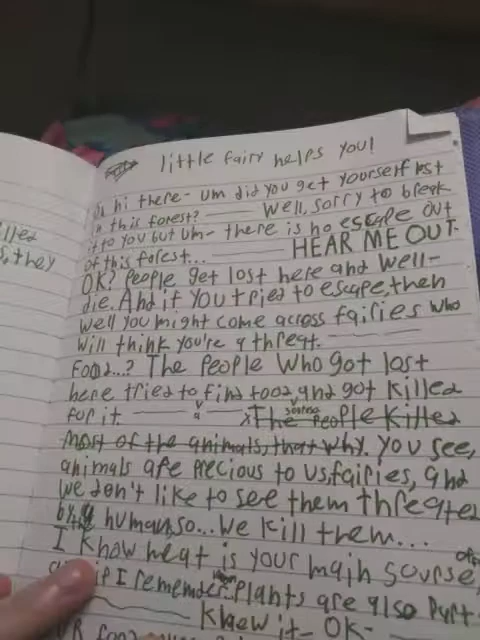 little fairy helps you!
hi there- um did you get yourself lost
in this forest? Well, sorry to break
it to you but um- there is no escape out
of this forest... HEAR ME OUT-
OK? People get lost here and well-
die. And if you tried to escape, then
well you might come across fairies who
will think you're a threat.
Food...? The People who got lost
here tried to find food, and got killed
for it. The People killed
most of the animals, that why. you see,
animals are precious to us, fairies, and
we don't like to see them threated
by humans, so... we kill them...
I know meat is your main sourse,
if I remember. Plants are also part
Knew it- OK-
illed
they